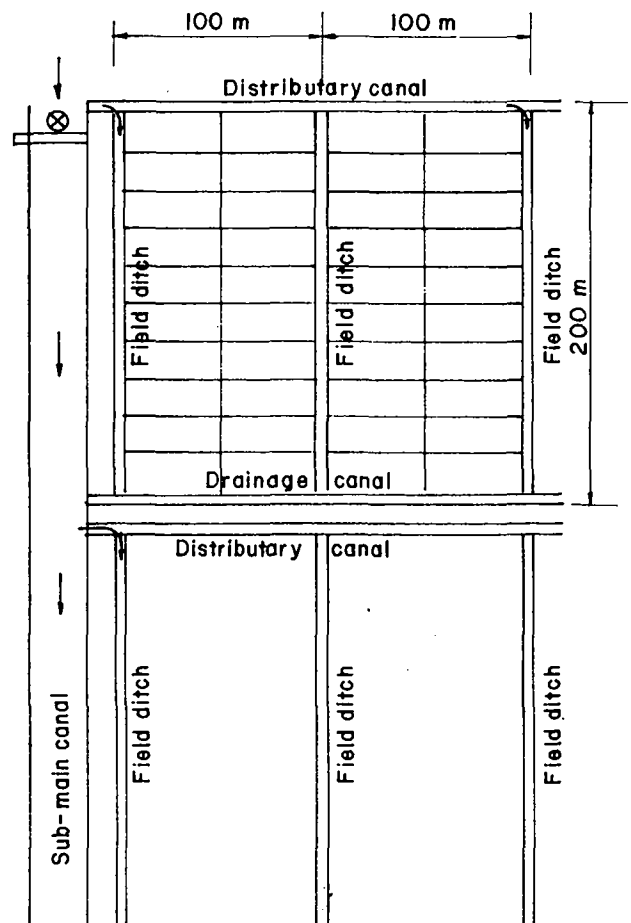 100 m
100 m
Distributary canal
Field ditch
Field ditch
Field ditch
200 m
Drainage canal
Distributary canal
Sub-main canal
Field ditch
Field ditch
Field ditch